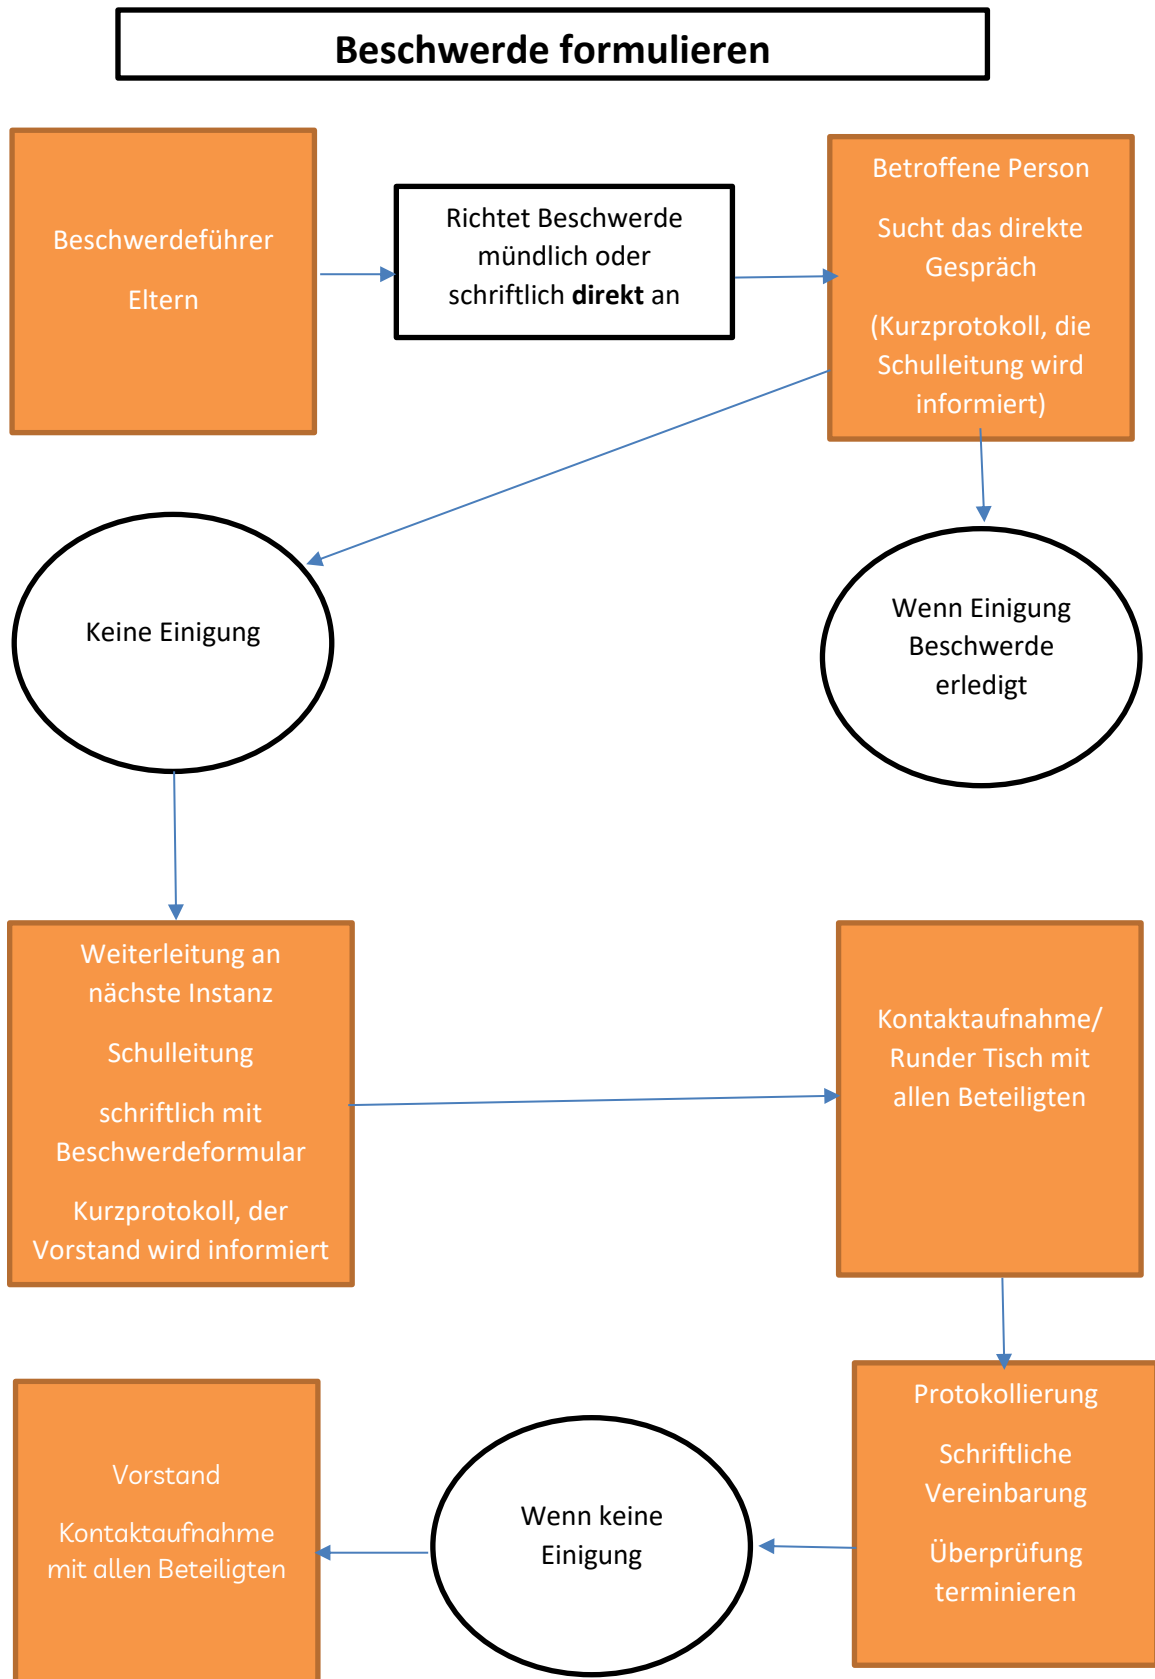 Beschwerde formulieren
Beschwerdeführer
Eltern
Richtet Beschwerde
mündlich oder
schriftlich direkt an
Betroffene Person
Sucht das direkte
Gespräch
(Kurzprotokoll, die
Schulleitung wird
informiert)
Keine Einigung
Wenn Einigung
Beschwerde
erledigt
Weiterleitung an
nächste Instanz
Schulleitung
schriftlich mit
Beschwerdeformular
Kurzprotokoll, der
Vorstand wird informiert
Kontaktaufnahme/
Runder Tisch mit
allen Beteiligten
Protokollierung
Schriftliche
Vereinbarung
Überprüfung
terminieren
Wenn keine
Einigung
Vorstand
Kontaktaufnahme
mit allen Beteiligten